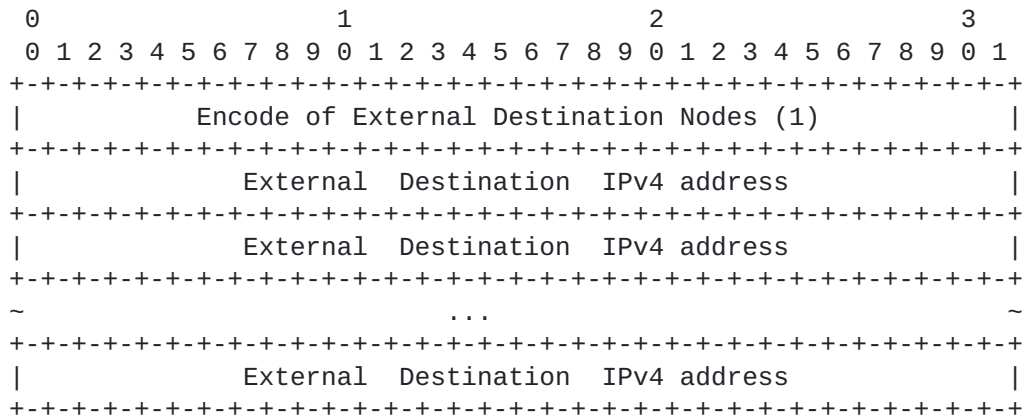 0                   1                   2                   3
0 1 2 3 4 5 6 7 8 9 0 1 2 3 4 5 6 7 8 9 0 1 2 3 4 5 6 7 8 9 0 1
+-+-+-+-+-+-+-+-+-+-+-+-+-+-+-+-+-+-+-+-+-+-+-+-+-+-+-+-+-+-+-+-+
|           Encode of External Destination Nodes (1)            |
+-+-+-+-+-+-+-+-+-+-+-+-+-+-+-+-+-+-+-+-+-+-+-+-+-+-+-+-+-+-+-+-+
|              External  Destination  IPv4 address              |
+-+-+-+-+-+-+-+-+-+-+-+-+-+-+-+-+-+-+-+-+-+-+-+-+-+-+-+-+-+-+-+-+
|              External  Destination  IPv4 address              |
+-+-+-+-+-+-+-+-+-+-+-+-+-+-+-+-+-+-+-+-+-+-+-+-+-+-+-+-+-+-+-+-+
~                           ...                                 ~
+-+-+-+-+-+-+-+-+-+-+-+-+-+-+-+-+-+-+-+-+-+-+-+-+-+-+-+-+-+-+-+-+
|              External  Destination  IPv4 address              |
+-+-+-+-+-+-+-+-+-+-+-+-+-+-+-+-+-+-+-+-+-+-+-+-+-+-+-+-+-+-+-+-+